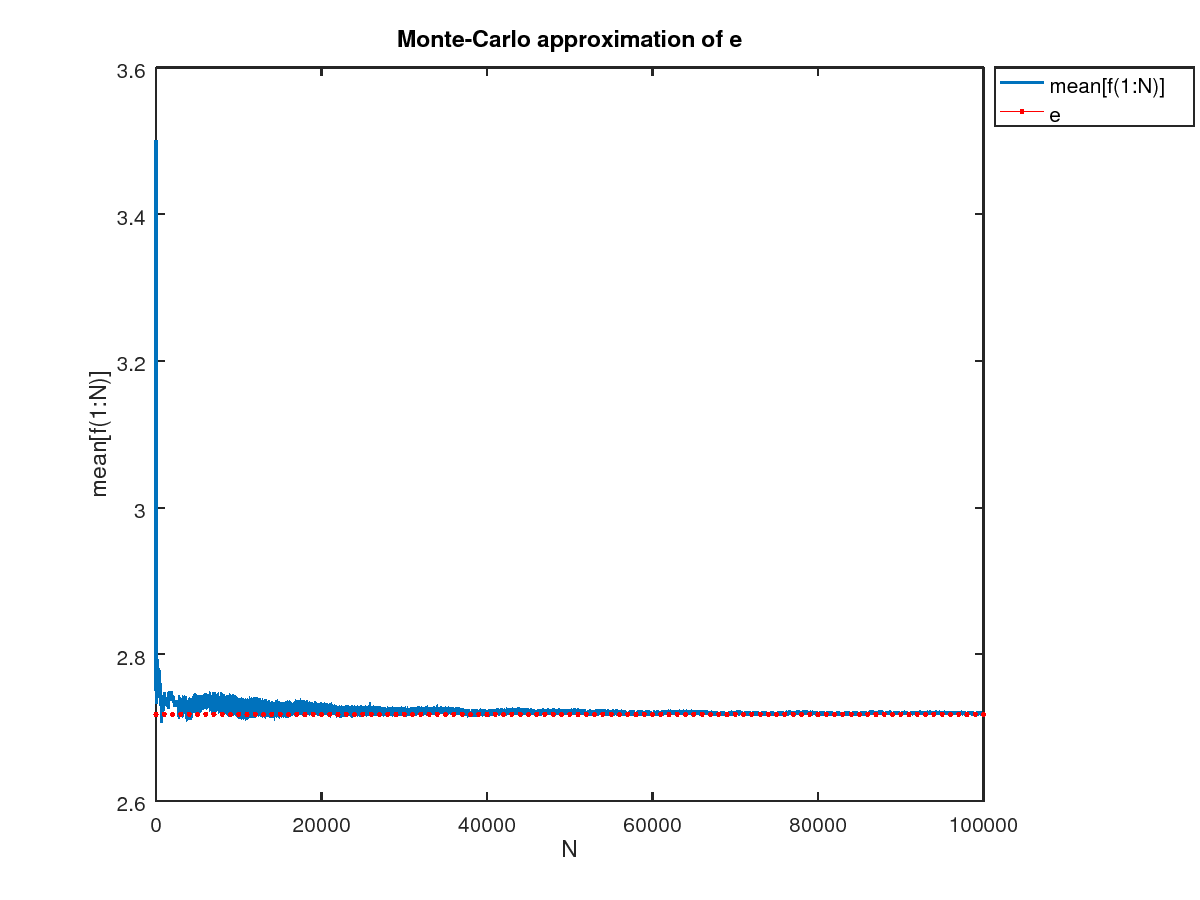 Monte-Carlo approximation of e
3.6
3.4
3.2
3
2.8
2.6
mean[f(1:N)]
0
20000
40000
60000
80000
100000
N
mean[f(1:N)]
e